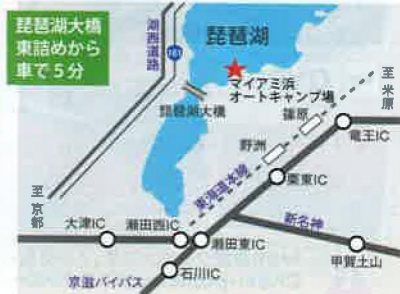 琵琶湖大橋
東詰めから
車で5分
湖西道路
161
琵琶湖
マイアミ浜
オートキャンプ場
琵琶湖大橋
至米原
篠原
竜王IC
野洲
東海道本線
栗東IC
至京都
新名神
大津IC
瀬田西IC
瀬田東IC
甲賀土山
京滋バイパス
石川IC